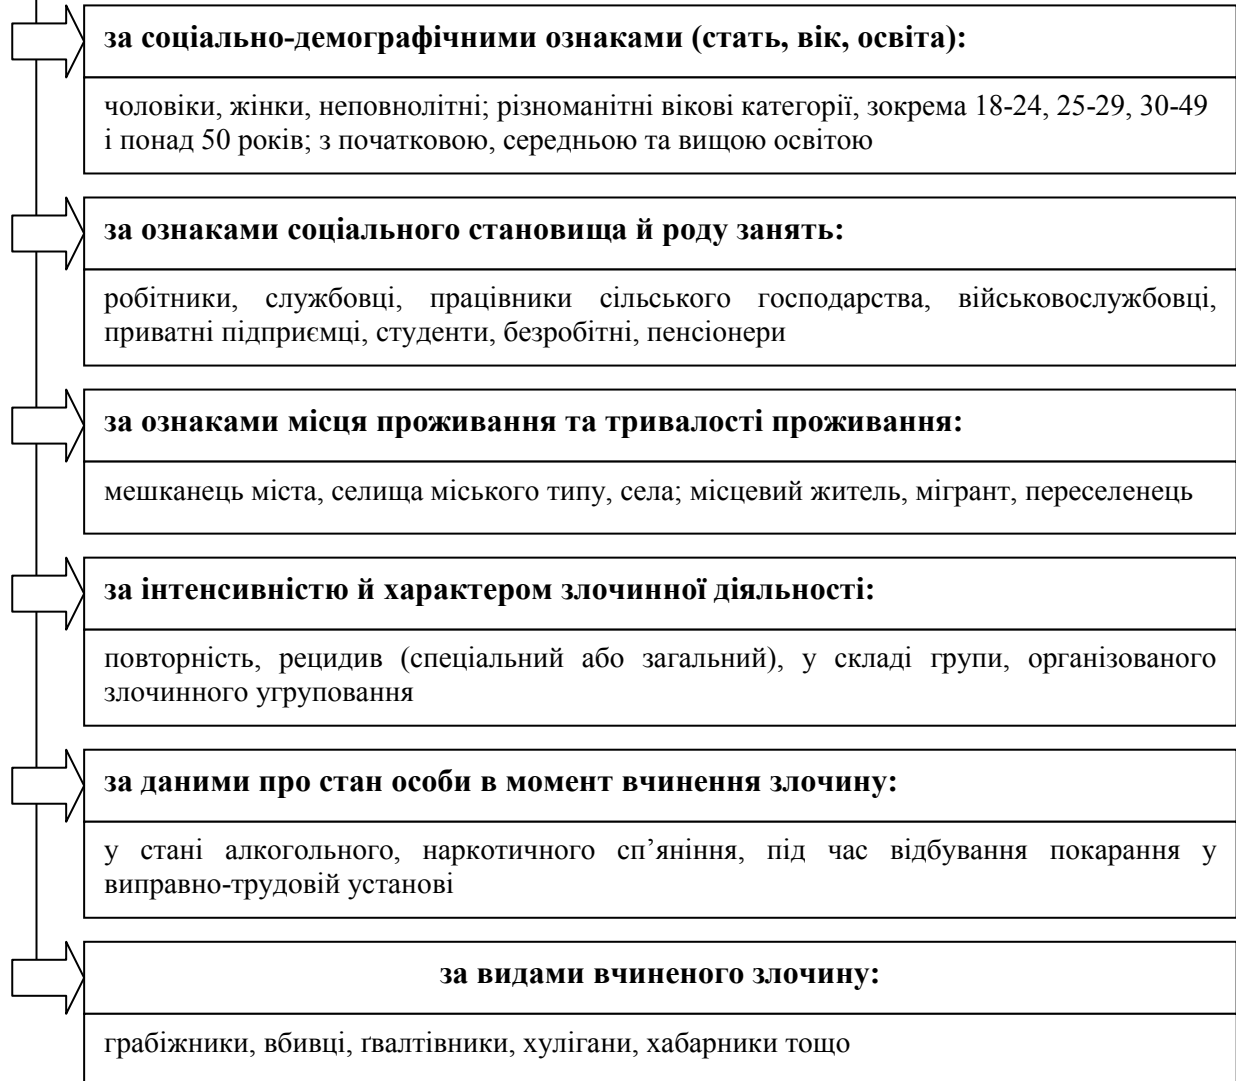 за соціально-демографічними ознаками (стать, вік, освіта):
чоловіки, жінки, неповнолітні; різноманітні вікові категорії, зокрема 18-24, 25-29, 30-49
і понад 50 років; з початковою, середньою та вищою освітою
за ознаками соціального становища й роду занять:
робітники, службовці, працівники сільського господарства, військовослужбовці,
приватні підприємці, студенти, безробітні, пенсіонери
за ознаками місця проживання та тривалості проживання:
мешканець міста, селища міського типу, села; місцевий житель, мігрант, переселенець
за інтенсивністю й характером злочинної діяльності:
повторність, рецидив (спеціальний або загальний), у складі групи, організованого
злочинного угруповання
за даними про стан особи в момент вчинення злочину:
у стані алкогольного, наркотичного сп’яніння, під час відбування покарання у
виправно-трудовій установі
за видами вчиненого злочину:
грабіжники, вбивці, ґвалтівники, хулігани, хабарники тощо